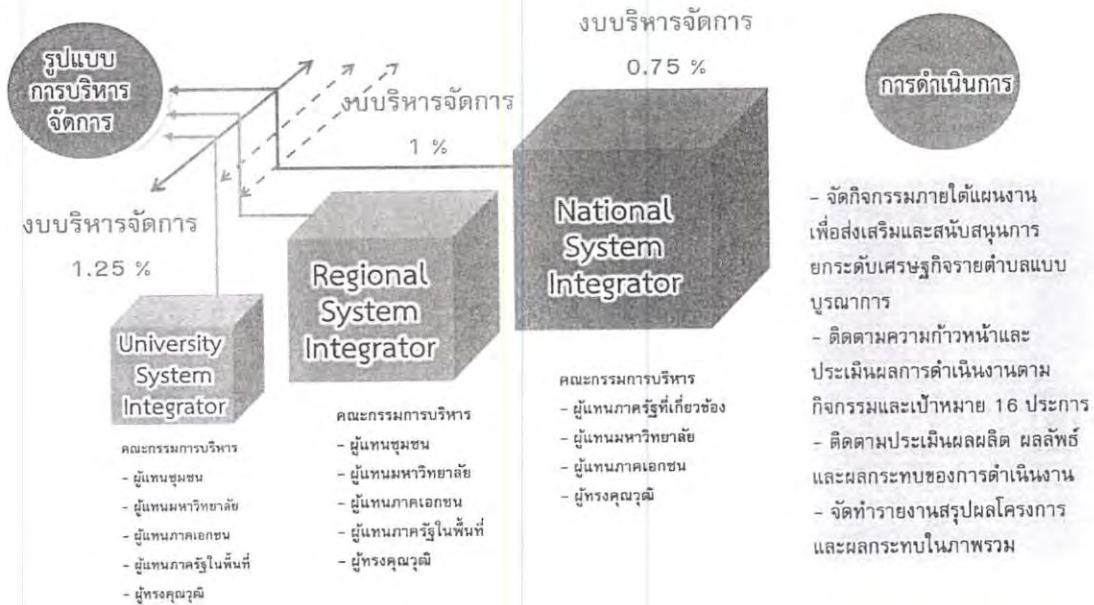 รูปแบบ
การบริหาร
จัดการ
งบบริหารจัดการ
1.25 %
University
System
Integrator
คณะกรรมการบริหาร
- ผู้แทนชุมชน
- ผู้แทนมหาวิทยาลัย
- ผู้แทนภาคเอกชน
- ผู้แทนภาครัฐในพื้นที่
- ผู้ทรงคุณวุฒิ
งบบริหารจัดการ
1 %
Regional
System
Integrator
คณะกรรมการบริหาร
- ผู้แทนชุมชน
- ผู้แทนมหาวิทยาลัย
- ผู้แทนภาคเอกชน
- ผู้แทนภาครัฐในพื้นที่
- ผู้ทรงคุณวุฒิ
งบบริหารจัดการ
0.75 %
National
System
Integrator
คณะกรรมการบริหาร
- ผู้แทนภาครัฐที่เกี่ยวข้อง
- ผู้แทนมหาวิทยาลัย
- ผู้แทนภาคเอกชน
- ผู้ทรงคุณวุฒิ
การดำเนินการ
- จัดกิจกรรมภายใต้แผนงาน
เพื่อส่งเสริมและสนับสนุนการ
ยกระดับเศรษฐกิจรายตำบลแบบ
บูรณาการ
- ติดตามความก้าวหน้าและ
ประเมินผลการดำเนินงานตาม
กิจกรรมและเป้าหมาย 16 ประการ
- ติดตามประเมินผลผลิต ผลลัพธ์
และผลกระทบของการดำเนินงาน
- จัดทำรายงานสรุปผลโครงการ
และผลกระทบในภาพรวม